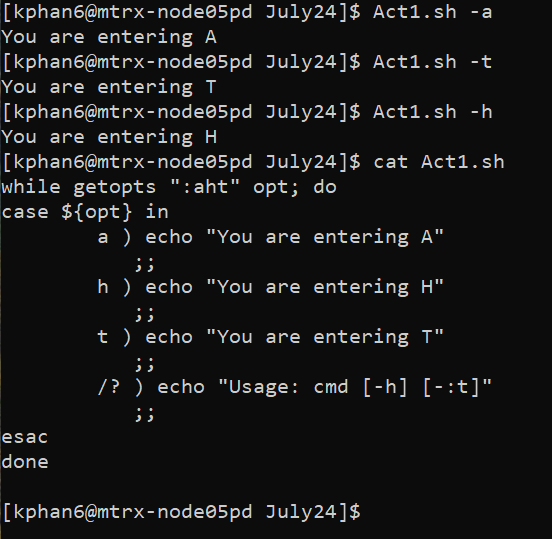 [kphan6@mtrx-node05pd July24]$ Act1.sh -a
You are entering A
[kphan6@mtrx-node05pd July24]$ Act1.sh -t
You are entering T
[kphan6@mtrx-node05pd July24]$ Act1.sh -h
You are entering H
[kphan6@mtrx-node05pd July24]$ cat Act1.sh
while getopts ":aht" opt; do
case ${opt} in
        a ) echo "You are entering A"
           ;;
        h ) echo "You are entering H"
           ;;
        t ) echo "You are entering T"
           ;;
        /? ) echo "Usage: cmd [-h] [-:t]"
           ;;
esac
done
[kphan6@mtrx-node05pd July24]$